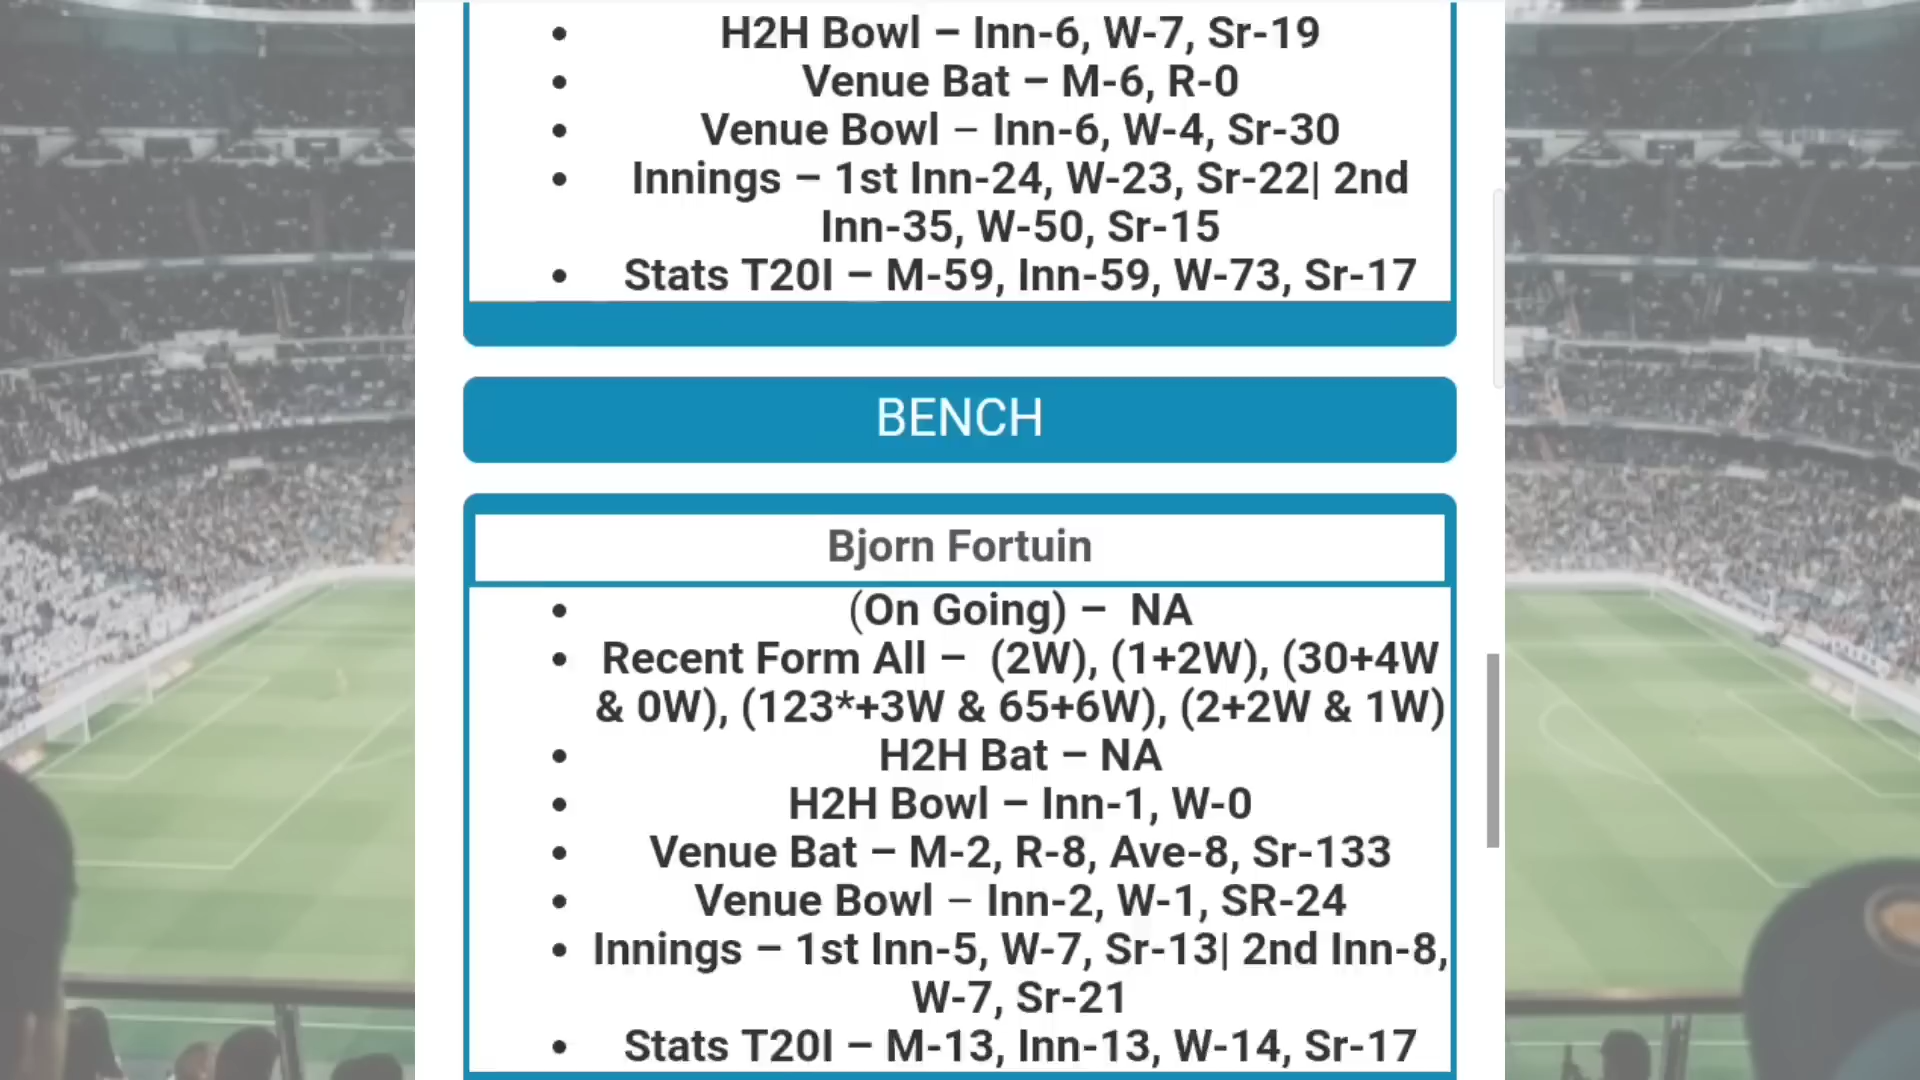 H2H Bowl – Inn-6, W-7, Sr-19
Venue Bat – M-6, R-0
Venue Bowl – Inn-6, W-4, Sr-30
Innings – 1st Inn-24, W-23, Sr-22| 2nd
Inn-35, W-50, Sr-15
Stats T20I – M-59, Inn-59, W-73, Sr-17
BENCH
Bjorn Fortuin
(On Going) – NA
Recent Form All – (2W), (1+2W), (30+4W
& 0W), (123*+3W & 65+6W), (2+2W & 1W)
H2H Bat – NA
H2H Bowl – Inn-1, W-0
Venue Bat – M-2, R-8, Ave-8, Sr-133
Venue Bowl – Inn-2, W-1, SR-24
Innings – 1st Inn-5, W-7, Sr-13| 2nd Inn-8,
W-7, Sr-21
Stats T20I – M-13, Inn-13, W-14, Sr-17